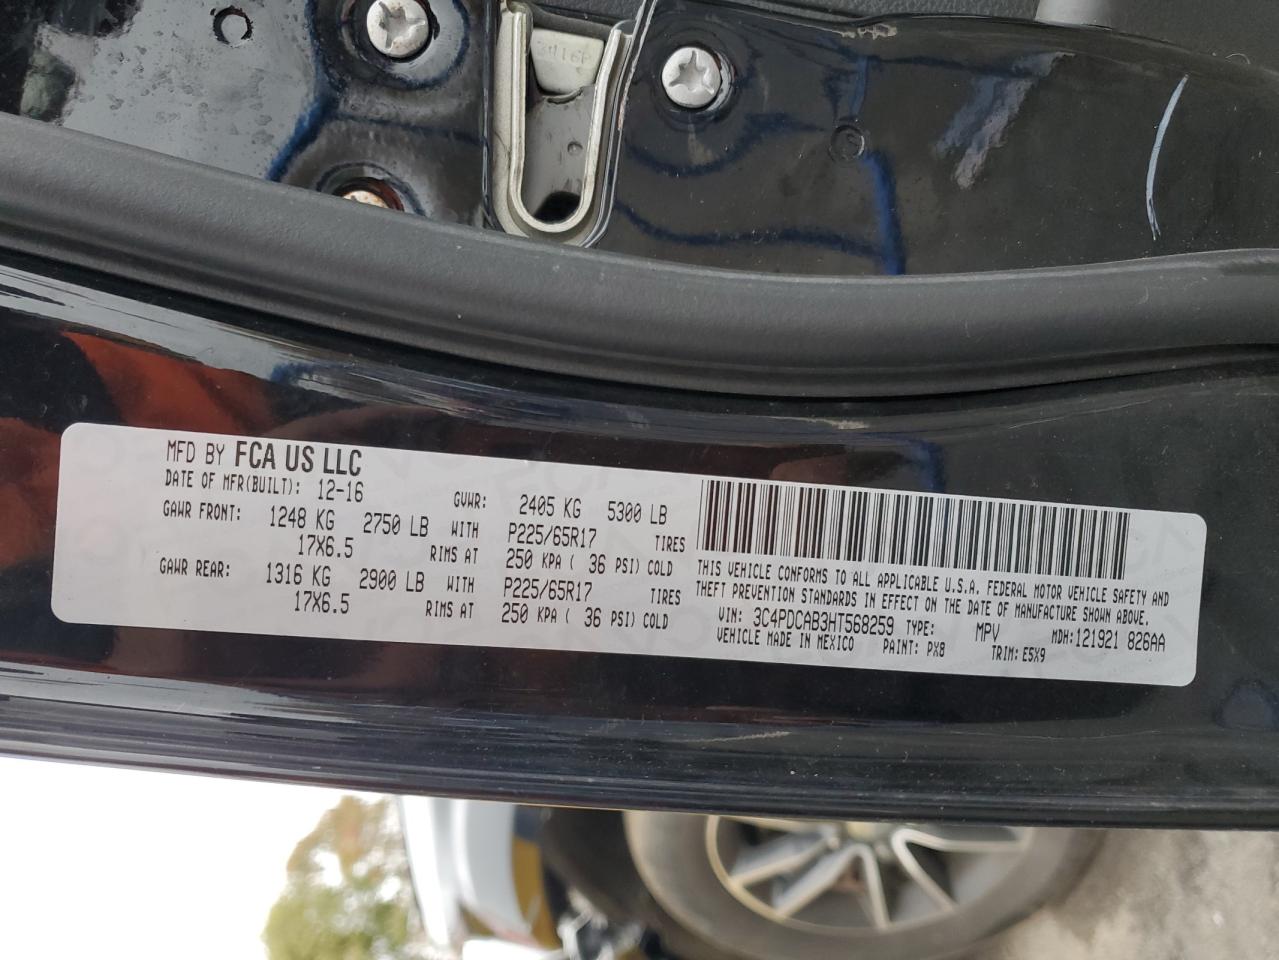 MFD BY FCA US LLC
DATE OF MFR(BUILT): 12-16 GVWR: 2405 KG 5300 LB
GAWR FRONT: 1248 KG 2750 LB WITH P225/65R17 TIRES
17X6.5 RIMS AT 250 KPA ( 36 PSI) COLD
GAWR REAR: 1316 KG 2900 LB WITH P225/65R17 TIRES
17X6.5 RIMS AT 250 KPA ( 36 PSI) COLD
THIS VEHICLE CONFORMS TO ALL APPLICABLE U.S.A. FEDERAL MOTOR VEHICLE SAFETY AND
THEFT PREVENTION STANDARDS IN EFFECT ON THE DATE OF MANUFACTURE SHOWN ABOVE.
VIN: 3C4PDCAB3HT568259 TYPE: MPV MDH: 121921 826AA
VEHICLE MADE IN MEXICO PAINT: PX8 TRIM: E5X9